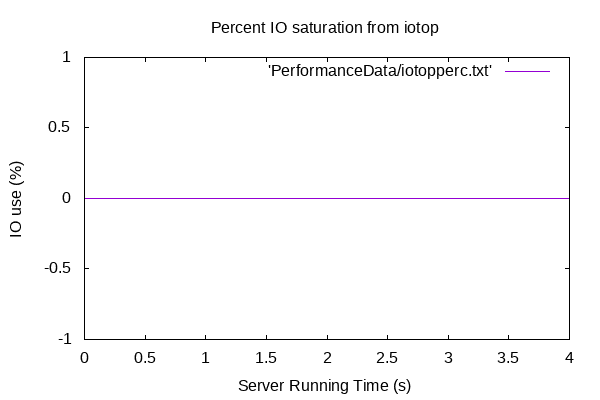 Percent IO saturation from iotop
'PerformanceData/iotopperc.txt'
IO use (%)
1
0.5
0
-0.5
-1
0 0.5 1 1.5 2 2.5 3 3.5 4
Server Running Time (s)